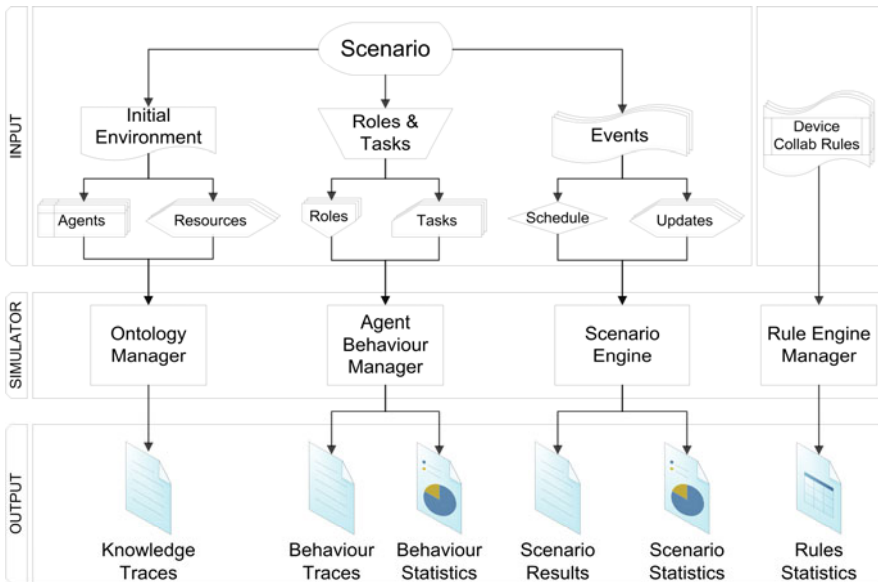 INPUT
Scenario
Initial
Environment
Roles &
Tasks
Events
Device
Collab Rules
Agents
Resources
Roles
Tasks
Schedule
Updates
SIMULATOR
Ontology
Manager
Agent
Behaviour
Manager
Scenario
Engine
Rule Engine
Manager
OUTPUT
Knowledge
Traces
Behaviour
Traces
Behaviour
Statistics
Scenario
Results
Scenario
Statistics
Rules
Statistics